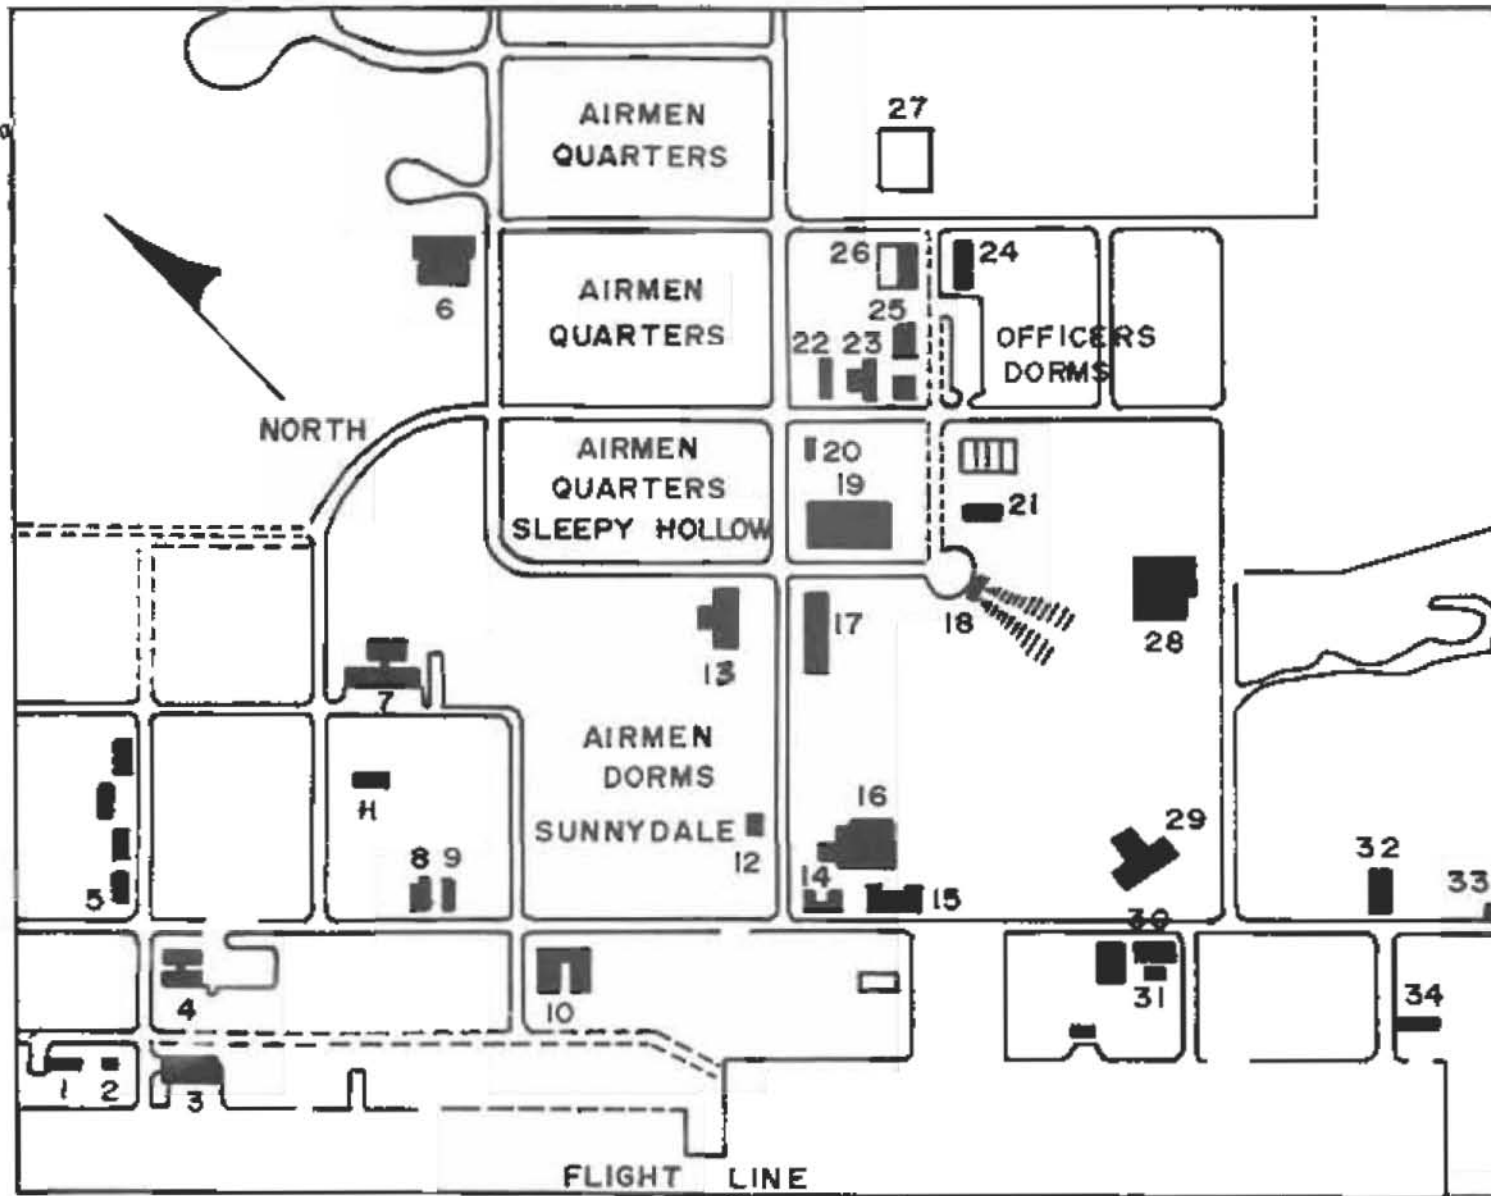 27
AIRMEN
QUARTERS
26
24
6
AIRMEN
QUARTERS
25
22 23
OFFICERS
DORMS
NORTH
AIRMEN
QUARTERS
SLEEPY HOLLOW
20
19
21
18
17
13
28
7
AIRMEN
DORMS
SUNNYDALE
12
H
8 9
16
14
15
29
32
33
5
30
31
34
4
10
1
2
3
FLIGHT LINE